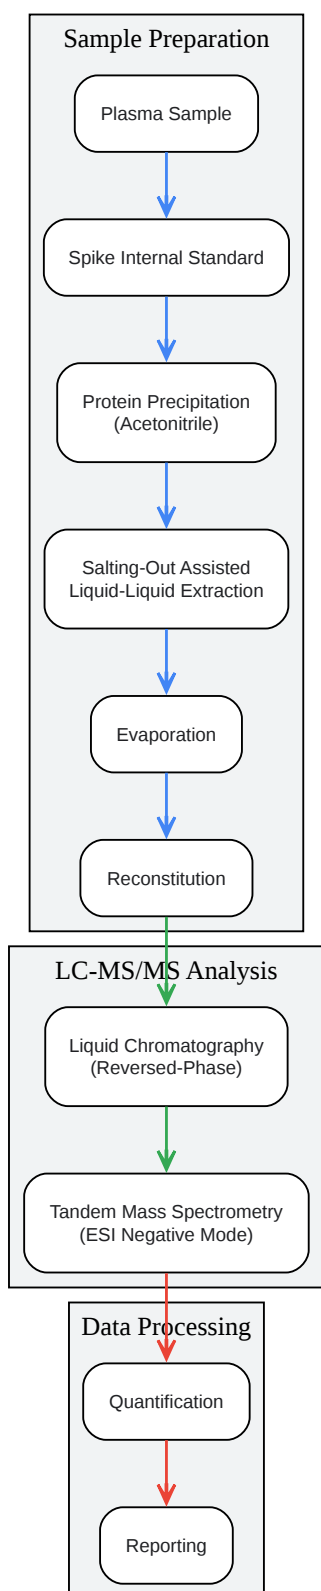 Sample Preparation
Plasma Sample
Spike Internal Standard
Protein Precipitation
(Acetonitrile)
Salting-Out Assisted
Liquid-Liquid Extraction
Evaporation
Reconstitution
LC-MS/MS Analysis
Liquid Chromatography
(Reversed-Phase)
Tandem Mass Spectrometry
(ESI Negative Mode)
Data Processing
Quantification
Reporting